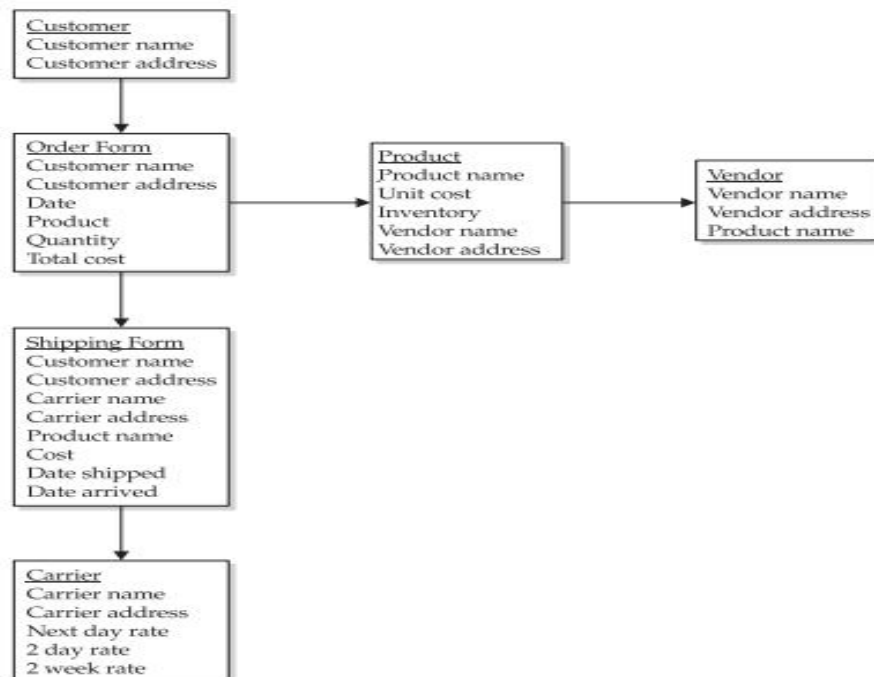 Customer
Customer name
Customer address
Order Form
Customer name
Customer address
Date
Product
Quantity
Total cost
Product
Product name
Unit cost
Inventory
Vendor name
Vendor address
Vendor
Vendor name
Vendor address
Product name
Shipping Form
Customer name
Customer address
Carrier name
Carrier address
Product name
Cost
Date shipped
Date arrived
Carrier
Carrier name
Carrier address
Next day rate
2 day rate
2 week rate